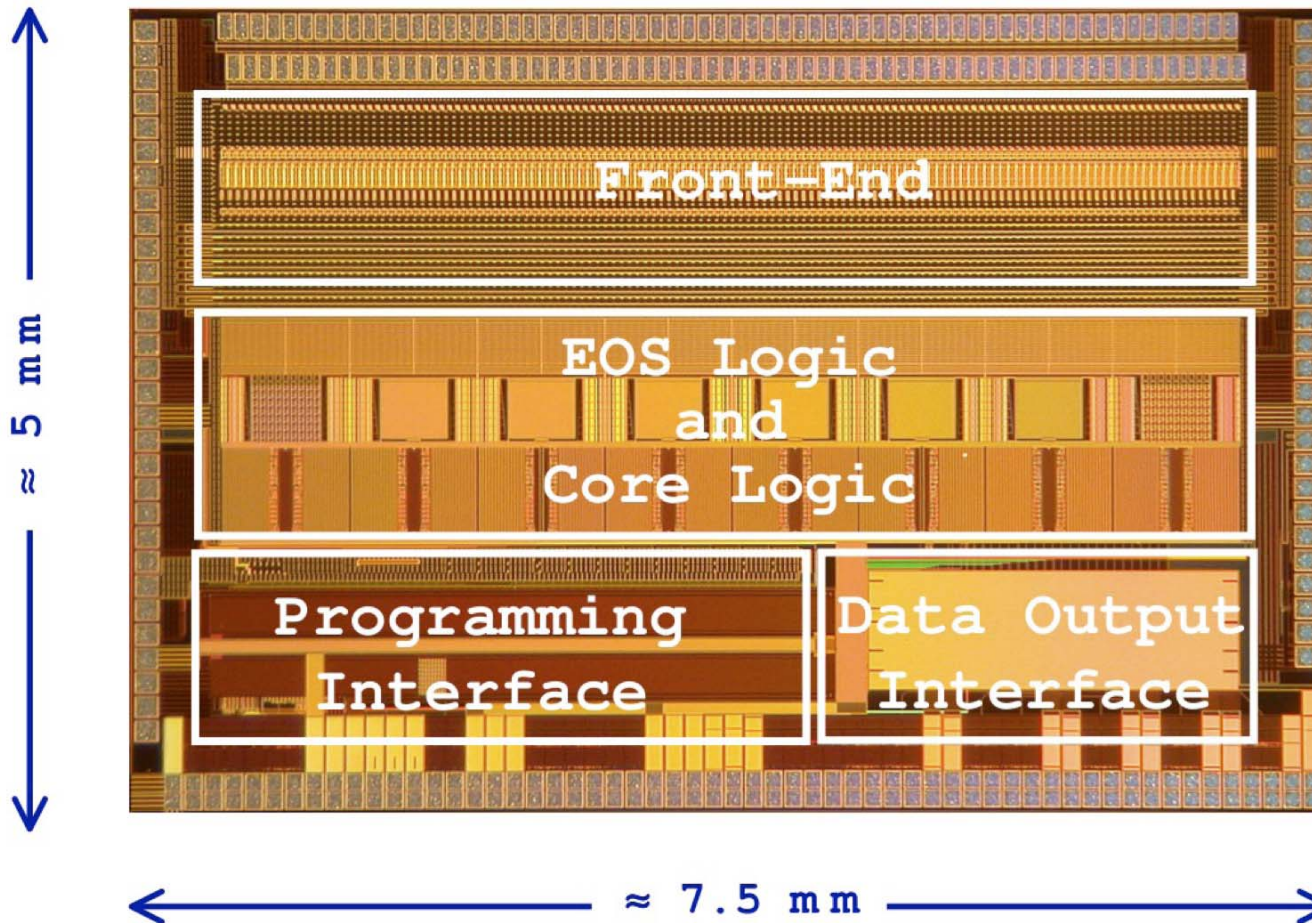 Front-End
EOS Logic
and
Core Logic
Programming
Interface
Data Output
Interface
≈ 5 mm
≈ 7.5 mm